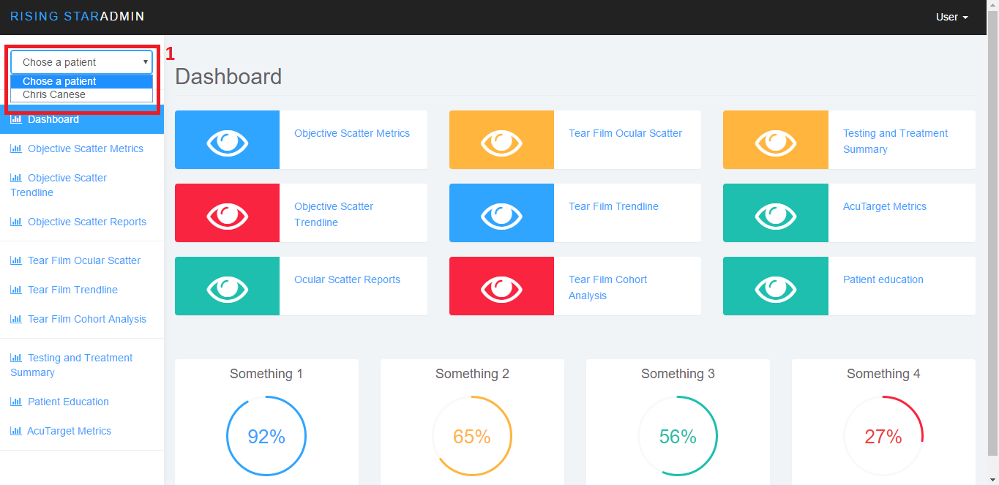 RISING STARADMIN
User
Chose a patient
1
Chose a patient
Chris Canese
Dashboard
Objective Scatter Metrics
Objective Scatter
Trendline
Objective Scatter Reports
Tear Film Ocular Scatter
Tear Film Trendline
Tear Film Cohort Analysis
Testing and Treatment
Summary
Patient Education
AcuTarget Metrics
Dashboard
Objective Scatter Metrics
Tear Film Ocular Scatter
Testing and Treatment
Summary
Objective Scatter
Trendline
Tear Film Trendline
AcuTarget Metrics
Ocular Scatter Reports
Tear Film Cohort
Analysis
Patient education
Something 1
92%
Something 2
65%
Something 3
56%
Something 4
27%